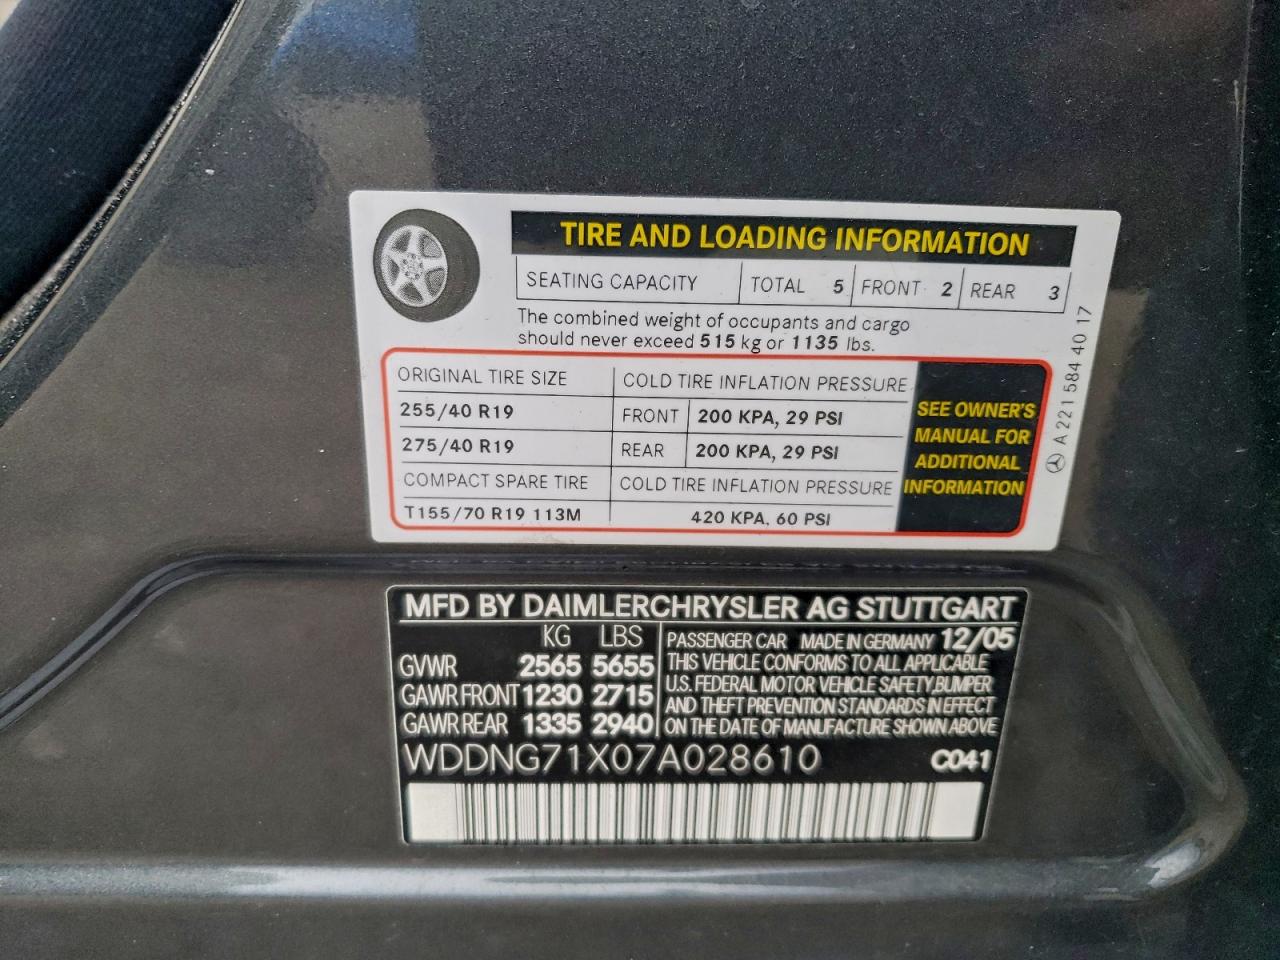 TIRE AND LOADING INFORMATION
SEATING CAPACITY TOTAL 5 FRONT 2 REAR 3
The combined weight of occupants and cargo
should never exceed 515 kg or 1135 lbs.
ORIGINAL TIRE SIZE COLD TIRE INFLATION PRESSURE
255/40 R19 FRONT 200 KPA, 29 PSI
275/40 R19 REAR 200 KPA, 29 PSI
COMPACT SPARE TIRE COLD TIRE INFLATION PRESSURE
T155/70 R19 113M 420 KPA, 60 PSI
SEE OWNER'S
MANUAL FOR
ADDITIONAL
INFORMATION
A 221 584 40 17
MFD BY DAIMLERCHRYSLER AG STUTTGART
KG LBS
GVWR 2565 5655
GAWR FRONT 1230 2715
GAWR REAR 1335 2940
PASSENGER CAR MADE IN GERMANY 12/05
THIS VEHICLE CONFORMS TO ALL APPLICABLE
U.S. FEDERAL MOTOR VEHICLE SAFETY,BUMPER
AND THEFT PREVENTION STANDARDS IN EFFECT
ON THE DATE OF MANUFACTURE SHOWN ABOVE
WDDNG71X07A028610 C041